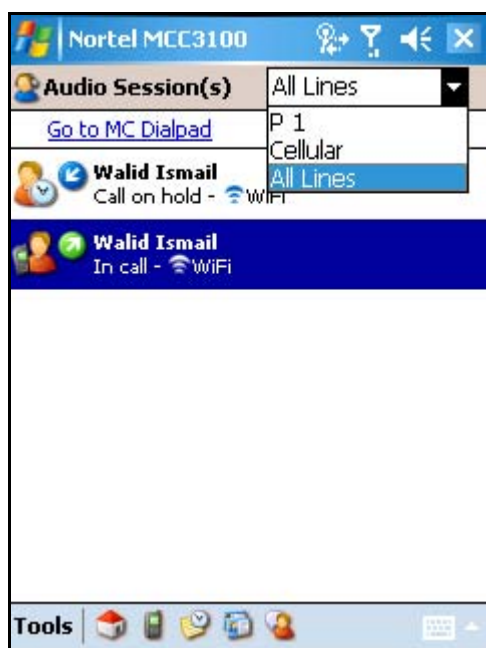 Nortel MCC3100
Audio Session(s) All Lines
Go to MC Dialpad
P 1
Cellular
All Lines
Walid Ismail
Call on hold - WiFi
Walid Ismail
In call - WiFi
Tools